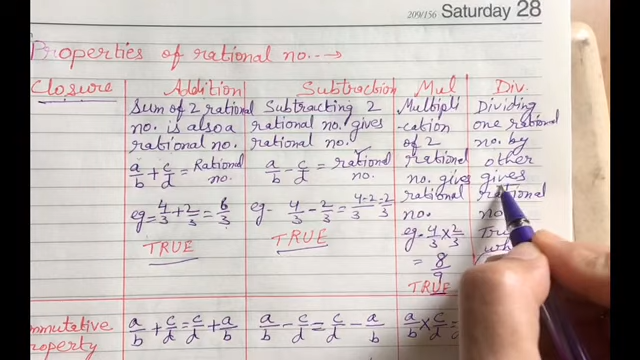 209/156 Saturday 28
Properties of rational no. →
Closure Addition Subtraction Mul Div.
Sum of 2 rational
no. is also a
rational no.
a/b + c/d = Rational no.
eg = 4/3 + 2/3 = 6/3
TRUE
Subtracting 2
rational no. gives
rational no.
a/b - c/d = rational no.
eg- 4/3 - 2/3 = 4-2/3 = 2/3
TRUE
Multipli
-cation
of 2
rational
no. gives
rational
no.
eg. 4/3 × 2/3
= 8/9
TRUE
Dividing
one rational
no. by
other
gives
rational
no.
mmutative
roperty
a/b + c/d = c/d + a/b
a/b - c/d = c/d - a/b
a/b × c/d =